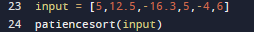 23 input = [5,12.5,-16.3,5,-4,6]
24 patiencesort(input)